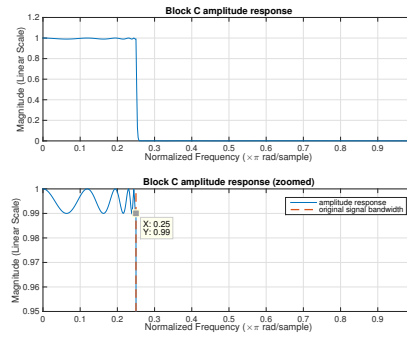 Block C amplitude response
Magnitude (Linear Scale)
1.2
1
0.8
0.6
0.4
0.2
0
0 0.1 0.2 0.3 0.4 0.5 0.6 0.7 0.8 0.9
Normalized Frequency (×π rad/sample)
Block C amplitude response (zoomed)
Magnitude (Linear Scale)
1
0.99
0.98
0.97
0.96
0.95
amplitude response
original signal bandwidth
X: 0.25
Y: 0.99
0 0.1 0.2 0.3 0.4 0.5 0.6 0.7 0.8 0.9
Normalized Frequency (×π rad/sample)